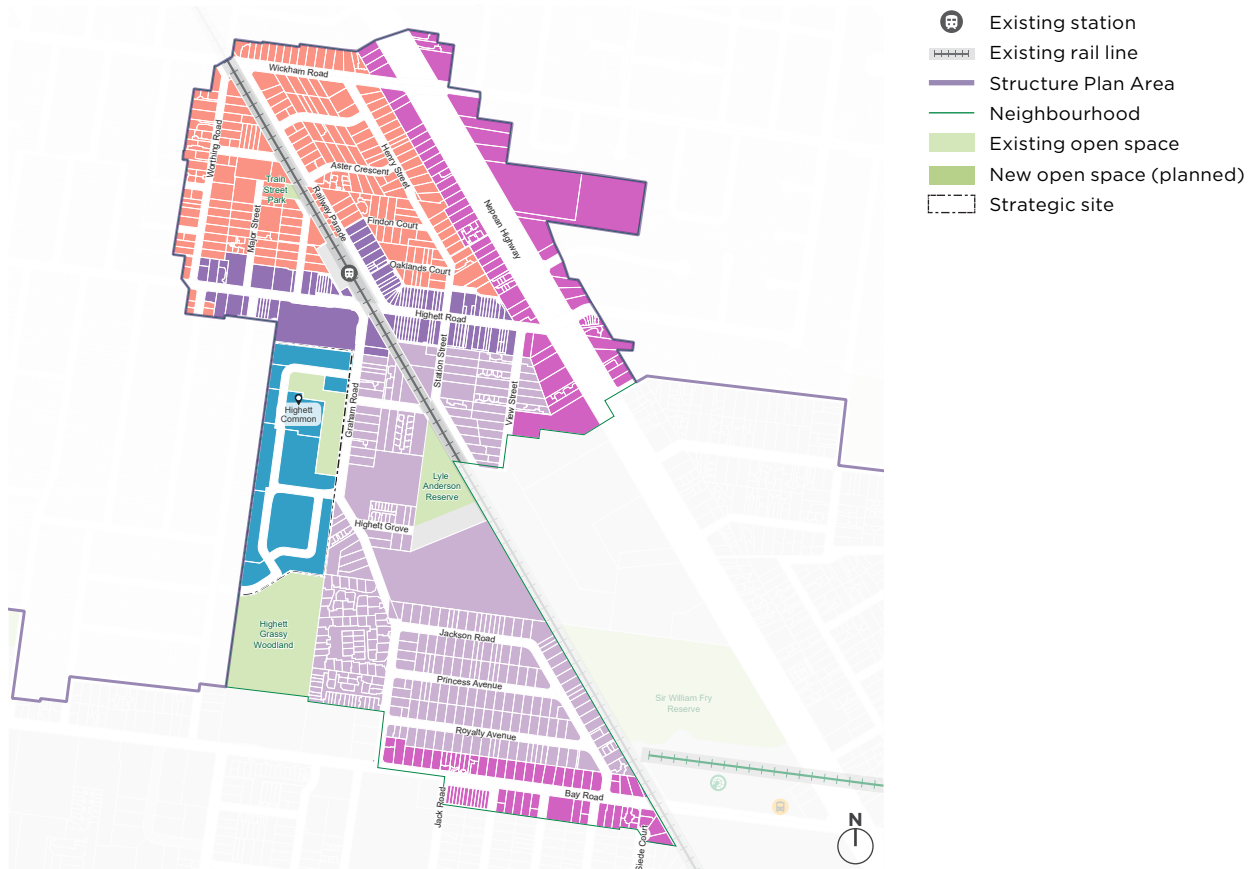 Existing station
Existing rail line
Structure Plan Area
Neighbourhood
Existing open space
New open space (planned)
Strategic site
Wickham Road
Worthing Road
Henry Street
Aster Crescent
Train
Street
Park
Railway Parade
Major Street
Findon Court
Nepean Highway
Oaklands Court
Highett Road
Station Street
View Street
Graham Road
Highett
Common
Lyle
Anderson
Reserve
Highett Grove
Highett
Grassy
Woodland
Jackson Road
Princess Avenue
Sir William Fry
Reserve
Royalty Avenue
Bay Road
Jack Road
Siede Court
N